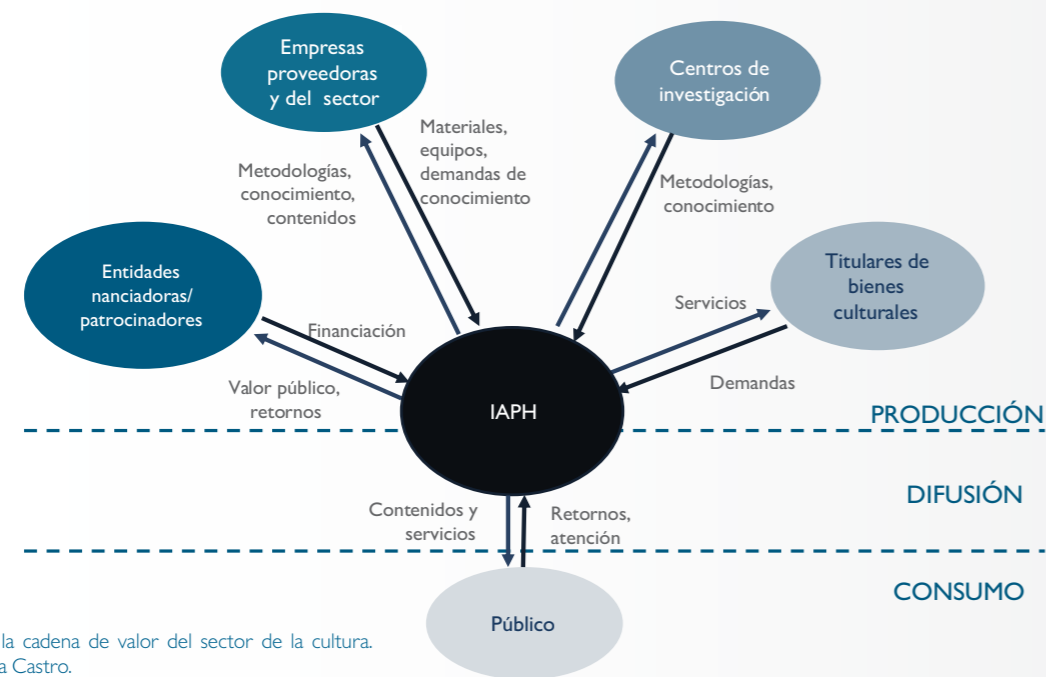 Empresas
proveedoras
y del sector
Centros de
investigación
Materiales,
equipos,
demandas de
conocimiento
Metodologías,
conocimiento,
contenidos
Metodologías,
conocimiento
Entidades
nanciadoras/
patrocinadores
Titulares de
bienes
culturales
Servicios
Financiación
Valor público,
retornos
Demandas
IAPH
PRODUCCIÓN
DIFUSIÓN
Contenidos y
servicios
Retornos,
atención
CONSUMO
Público
la cadena de valor del sector de la cultura.
a Castro.